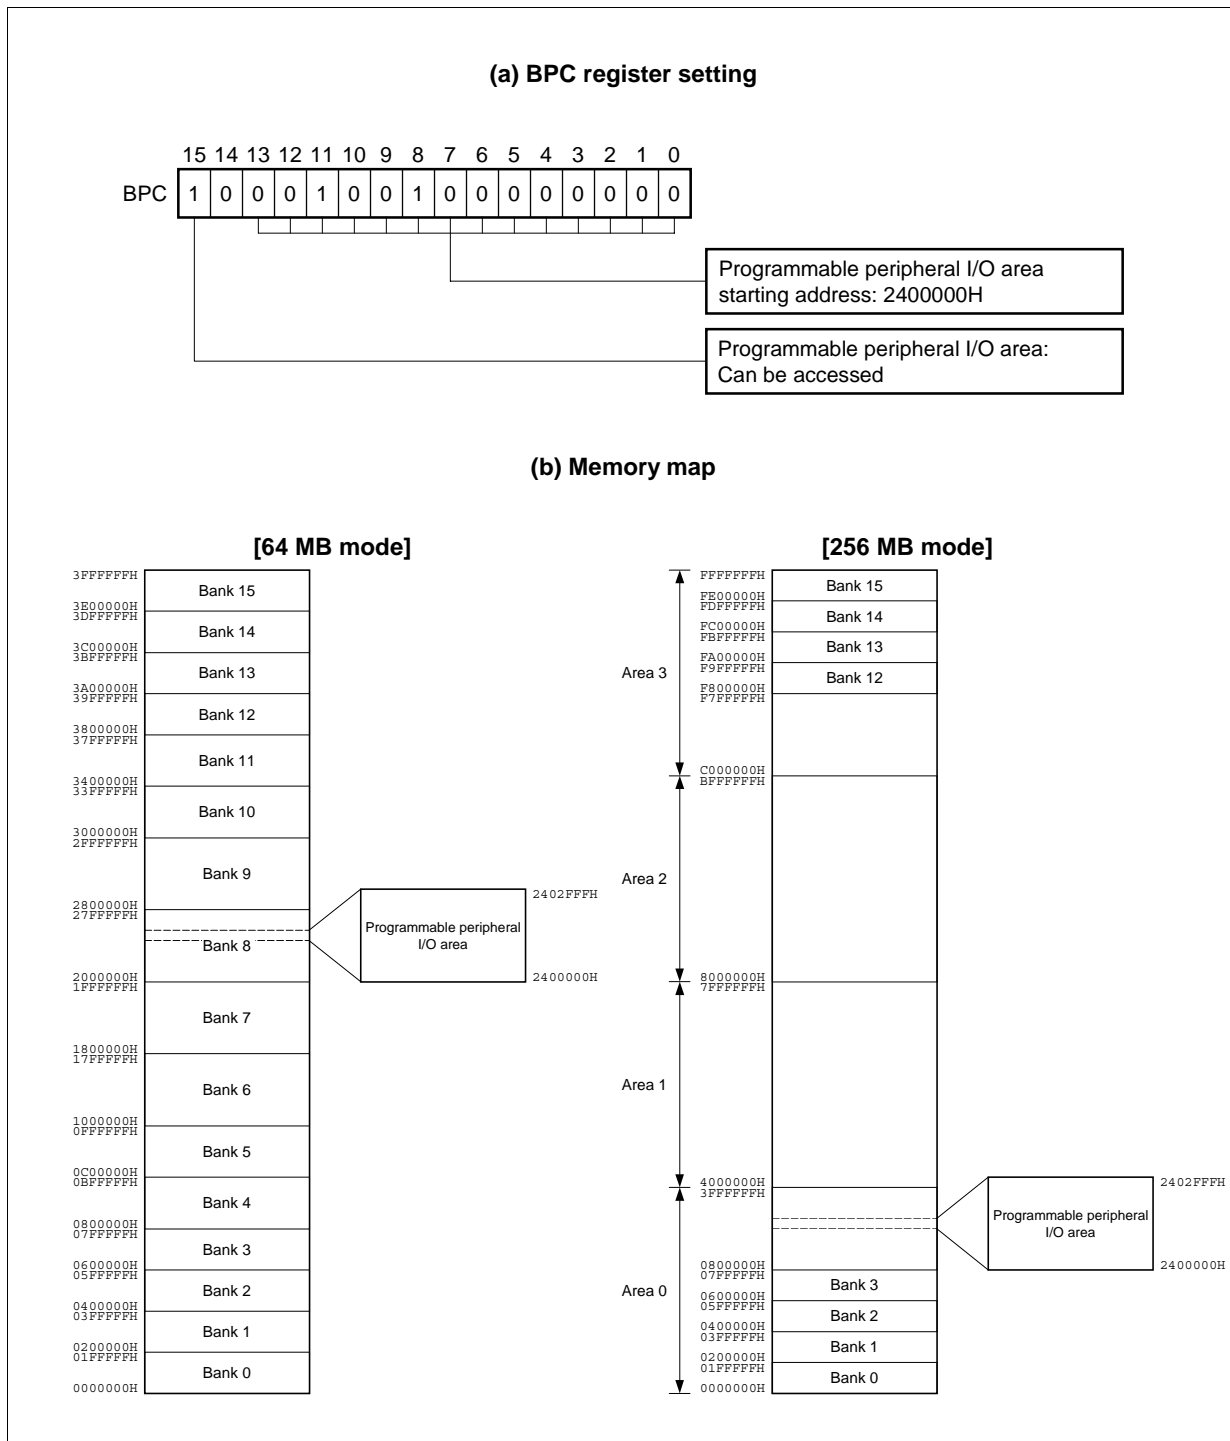 (a) BPC register setting
15 14 13 12 11 10 9 8 7 6 5 4 3 2 1 0
BPC 1 0 0 0 1 0 0 1 0 0 0 0 0 0 0 0
Programmable peripheral I/O area
starting address: 2400000H
Programmable peripheral I/O area:
Can be accessed
(b) Memory map
[64 MB mode]
3FFFFFFH
Bank 15
3E00000H
3DFFFFFH
Bank 14
3C00000H
3BFFFFFH
Bank 13
3A00000H
39FFFFFH
Bank 12
3800000H
37FFFFFH
Bank 11
3400000H
33FFFFFH
Bank 10
3000000H
2FFFFFFH
Bank 9
2800000H
27FFFFFH
Bank 8
2000000H
1FFFFFFH
Bank 7
1800000H
17FFFFFH
Bank 6
1000000H
0FFFFFFH
Bank 5
0C00000H
0BFFFFFH
Bank 4
0800000H
07FFFFFH
Bank 3
0600000H
05FFFFFH
Bank 2
0400000H
03FFFFFH
Bank 1
0200000H
01FFFFFH
Bank 0
0000000H
2402FFFH
Programmable peripheral
I/O area
2400000H
[256 MB mode]
Area 3
Area 2
Area 1
Area 0
FFFFFFFH
Bank 15
FE00000H
FDFFFFFH
Bank 14
FC00000H
FBFFFFFH
Bank 13
FA00000H
F9FFFFFH
Bank 12
F800000H
F7FFFFFH
C000000H
BFFFFFFH
8000000H
7FFFFFFH
4000000H
3FFFFFFH
0800000H
07FFFFFH
Bank 3
0600000H
05FFFFFH
Bank 2
0400000H
03FFFFFH
Bank 1
0200000H
01FFFFFH
Bank 0
0000000H
2402FFFH
Programmable peripheral
I/O area
2400000H